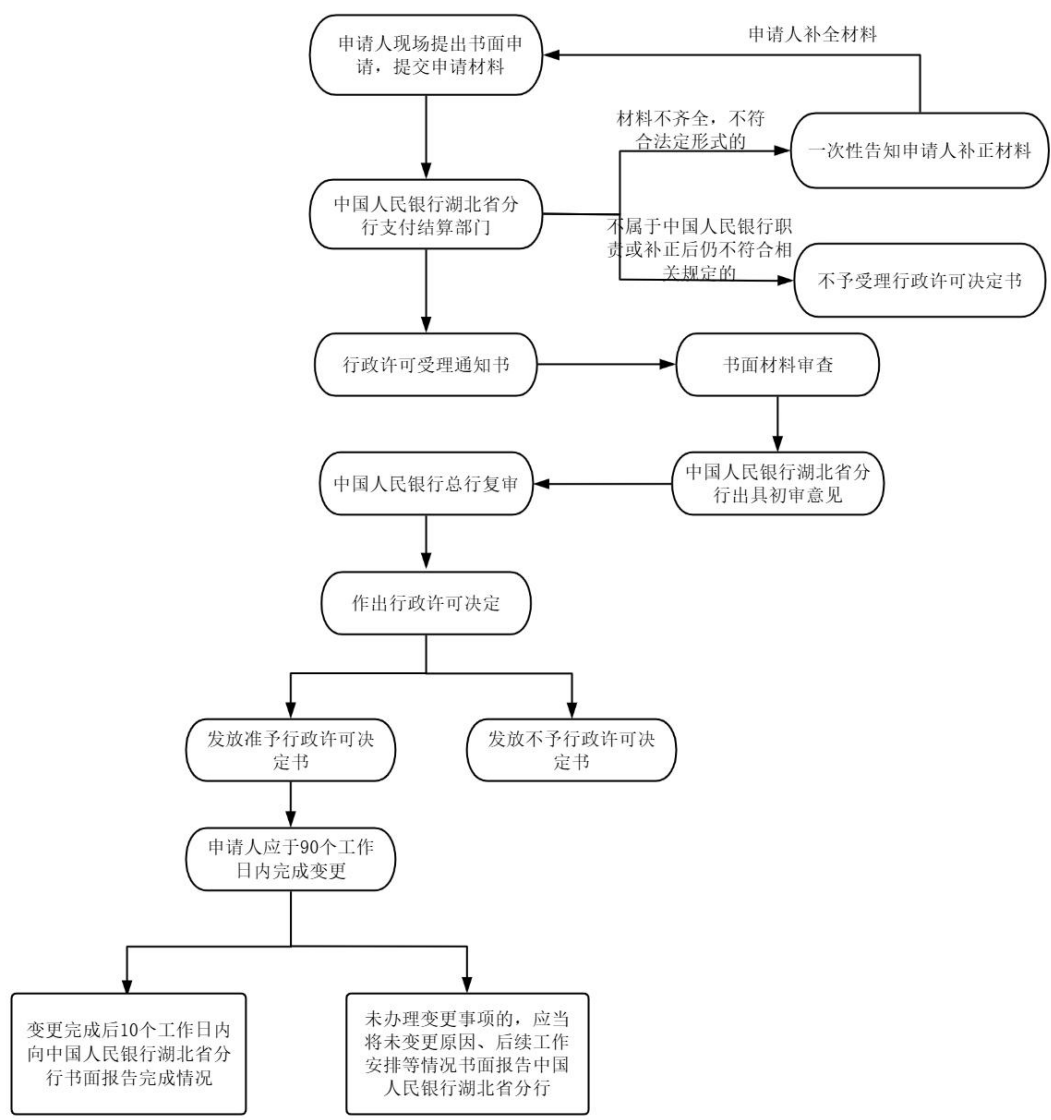 申请人现场提出书面申
请，提交申请材料
申请人补全材料
材料不齐全，不符
合法定形式的
一次性告知申请人补正材料
中国人民银行湖北省分
行支付结算部门
不属于中国人民银行职
责或补正后仍不符合相
关规定的
不予受理行政许可决定书
行政许可受理通知书
书面材料审查
中国人民银行总行复审
中国人民银行湖北省分
行出具初审意见
作出行政许可决定
发放准予行政许可决
定书
发放不予行政许可决
定书
申请人应于90个工作
日内完成变更
变更完成后10个工作日内
向中国人民银行湖北省分
行书面报告完成情况
未办理变更事项的，应当
将未变更原因、后续工作
安排等情况书面报告中国
人民银行湖北省分行